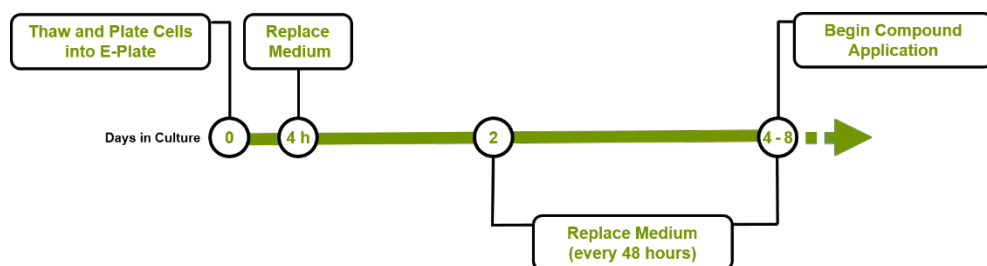 Thaw and Plate Cells
into E-Plate
Replace
Medium
Begin Compound
Application
Days in Culture
0
4 h
2
4 - 8
Replace Medium
(every 48 hours)